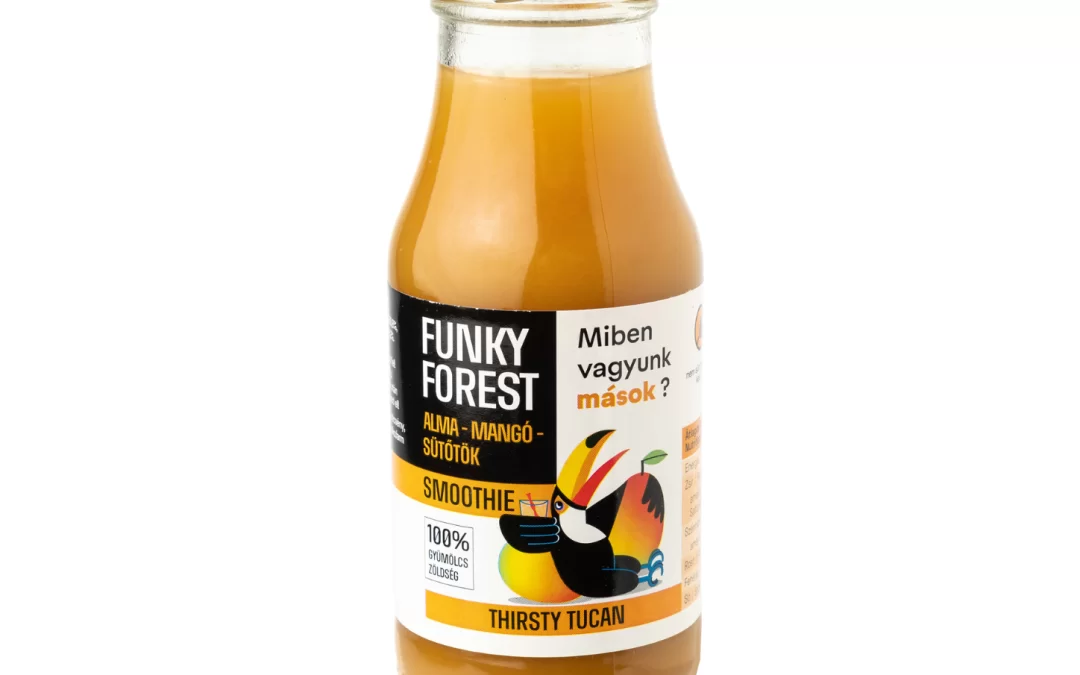 FUNKY
FOREST
ALMA - MANGÓ -
SÜTŐTÖK
SMOOTHIE
100%
GYÜMÖLCS
ZÖLDSÉG
THIRSTY TUCAN
Miben
vagyunk
mások ?